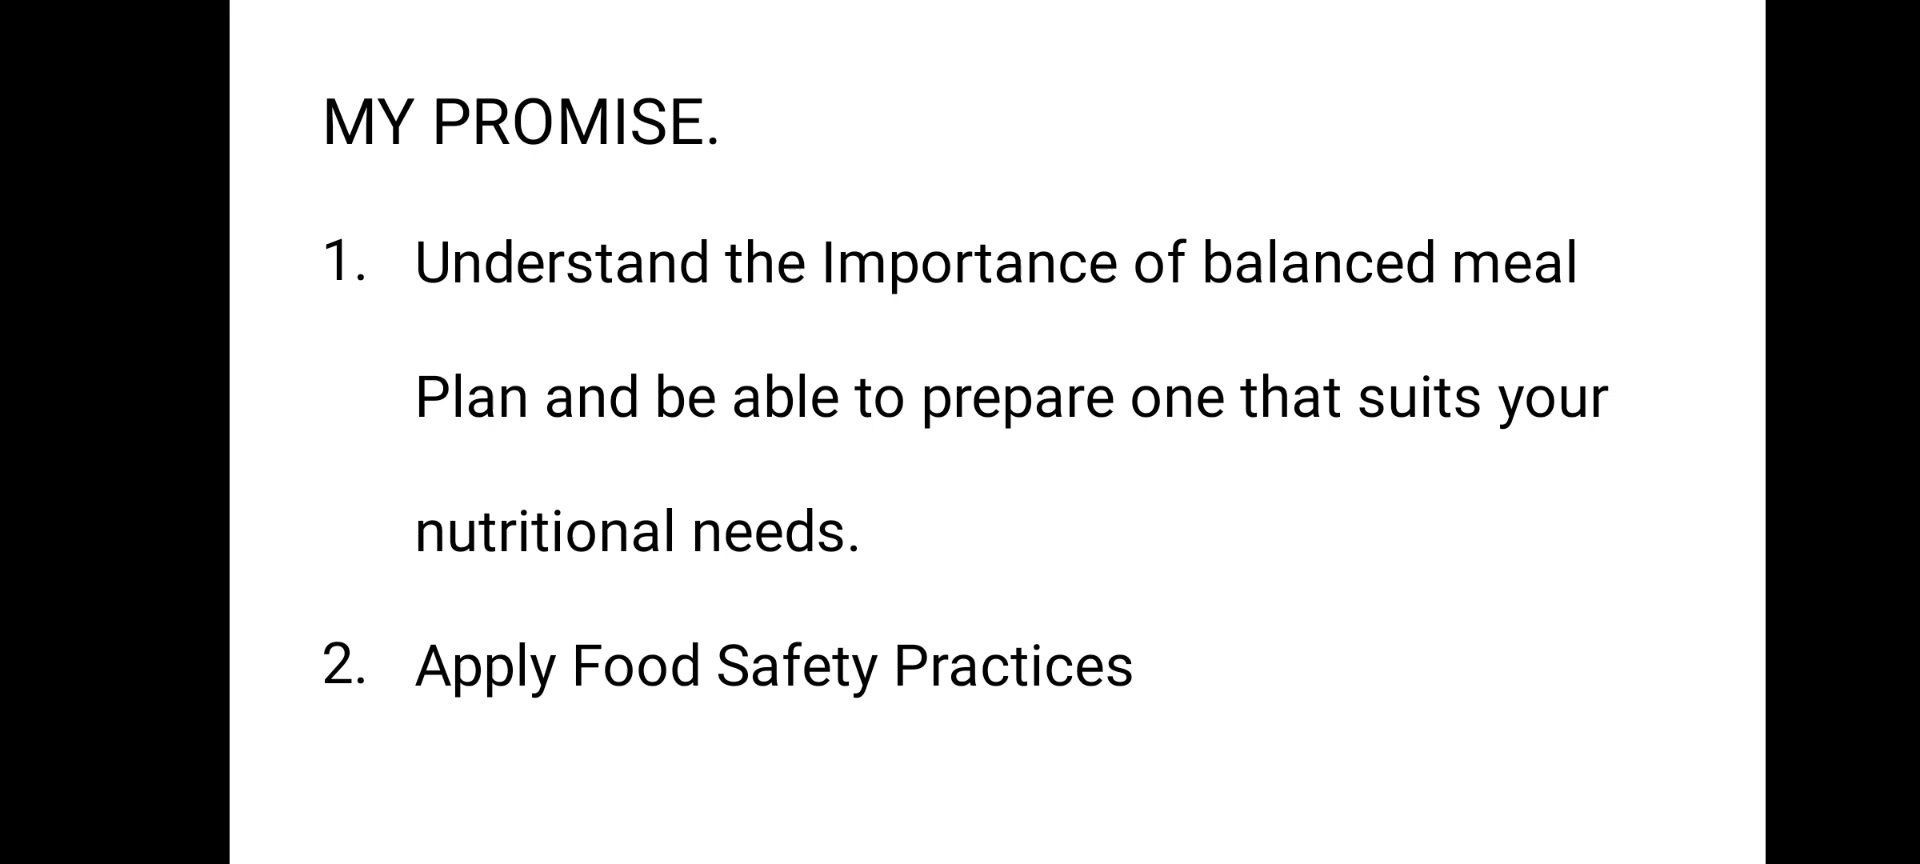 MY PROMISE.
1. Understand the Importance of balanced meal
Plan and be able to prepare one that suits your
nutritional needs.
2. Apply Food Safety Practices